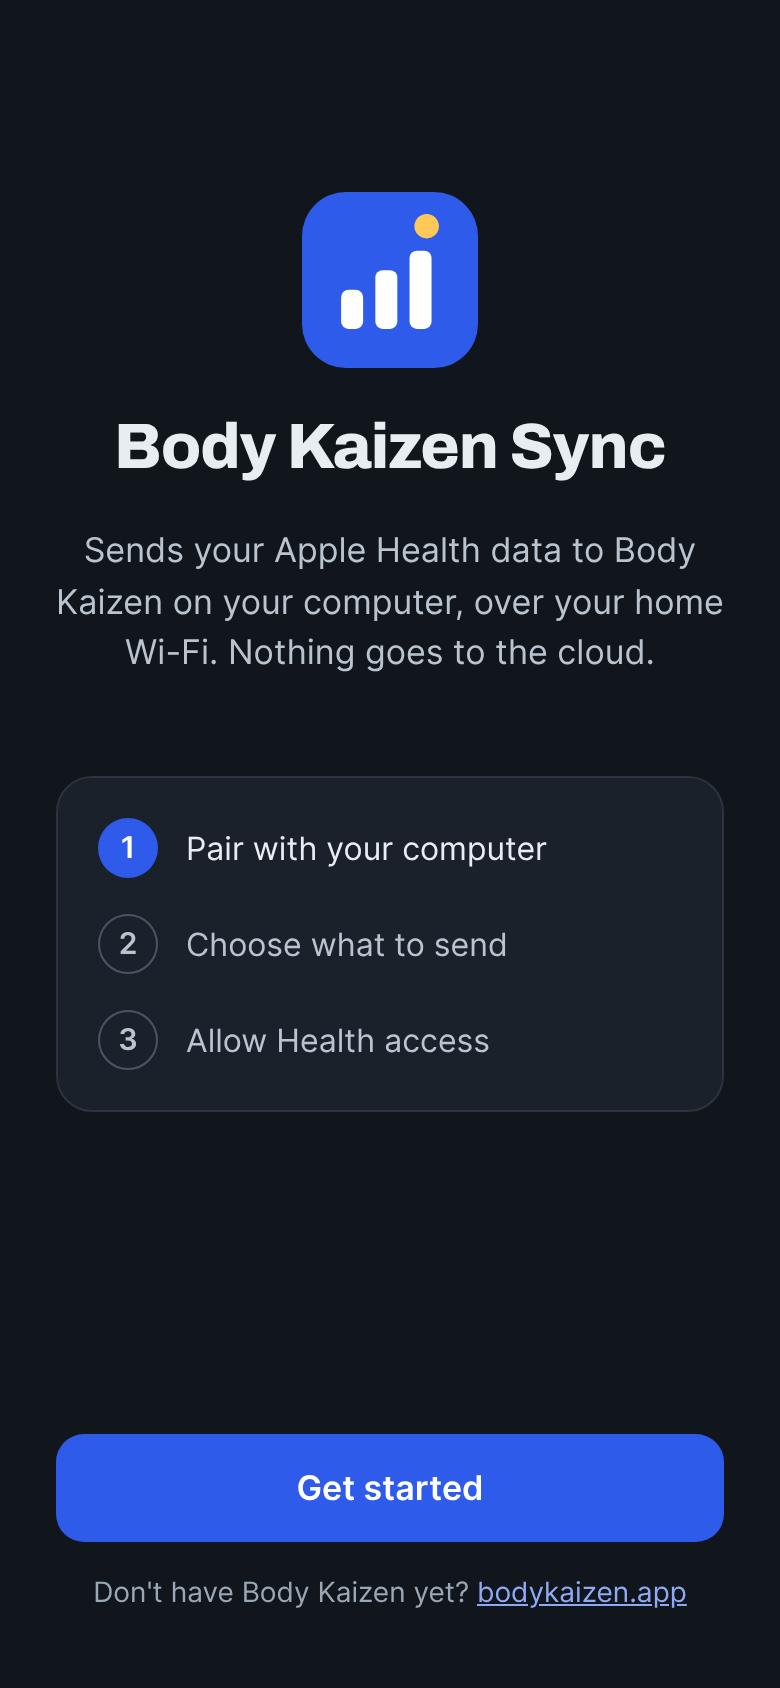 Body Kaizen Sync
Sends your Apple Health data to Body
Kaizen on your computer, over your home
Wi-Fi. Nothing goes to the cloud.
1 Pair with your computer
2 Choose what to send
3 Allow Health access
Get started
Don't have Body Kaizen yet? bodykaizen.app